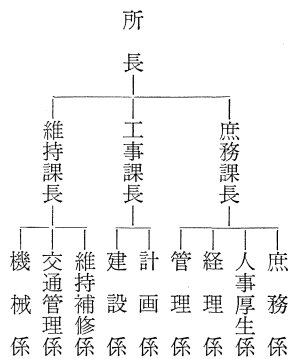 所長
庶務課長
工事課長
維持課長
庶務係
人事厚生係
経理係
管理係
計画係
建設係
維持補修係
交通管理係
機械係